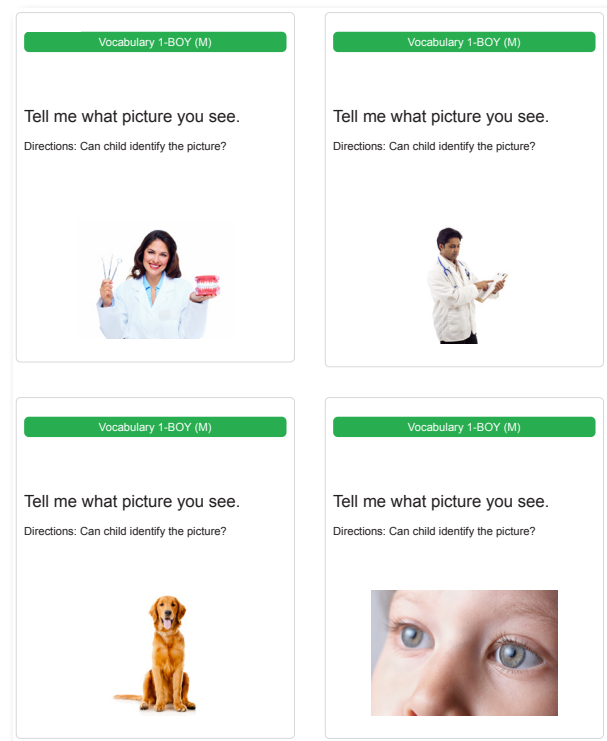 Vocabulary 1-BOY (M)
Tell me what picture you see.
Directions: Can child identify the picture?
Vocabulary 1-BOY (M)
Tell me what picture you see.
Directions: Can child identify the picture?
Vocabulary 1-BOY (M)
Tell me what picture you see.
Directions: Can child identify the picture?
Vocabulary 1-BOY (M)
Tell me what picture you see.
Directions: Can child identify the picture?